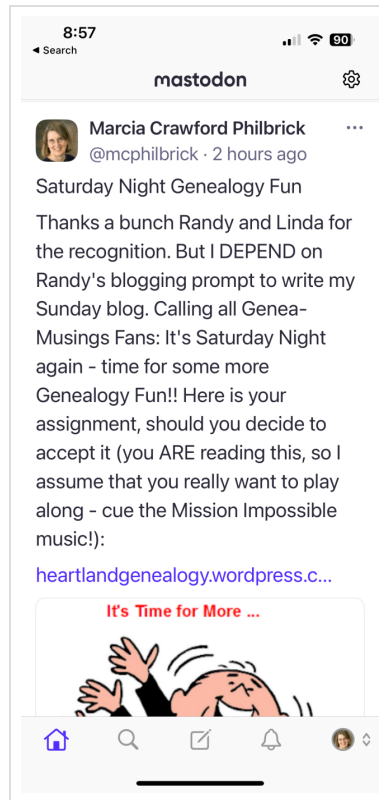 8:57
90
◀ Search
mastodon
Marcia Crawford Philbrick
@mcphilbrick · 2 hours ago
Saturday Night Genealogy Fun
Thanks a bunch Randy and Linda for
the recognition. But I DEPEND on
Randy's blogging prompt to write my
Sunday blog. Calling all Genea-
Musings Fans: It's Saturday Night
again - time for some more
Genealogy Fun!! Here is your
assignment, should you decide to
accept it (you ARE reading this, so I
assume that you really want to play
along - cue the Mission Impossible
music!):
heartlandgenealogy.wordpress.c...
It's Time for More ...